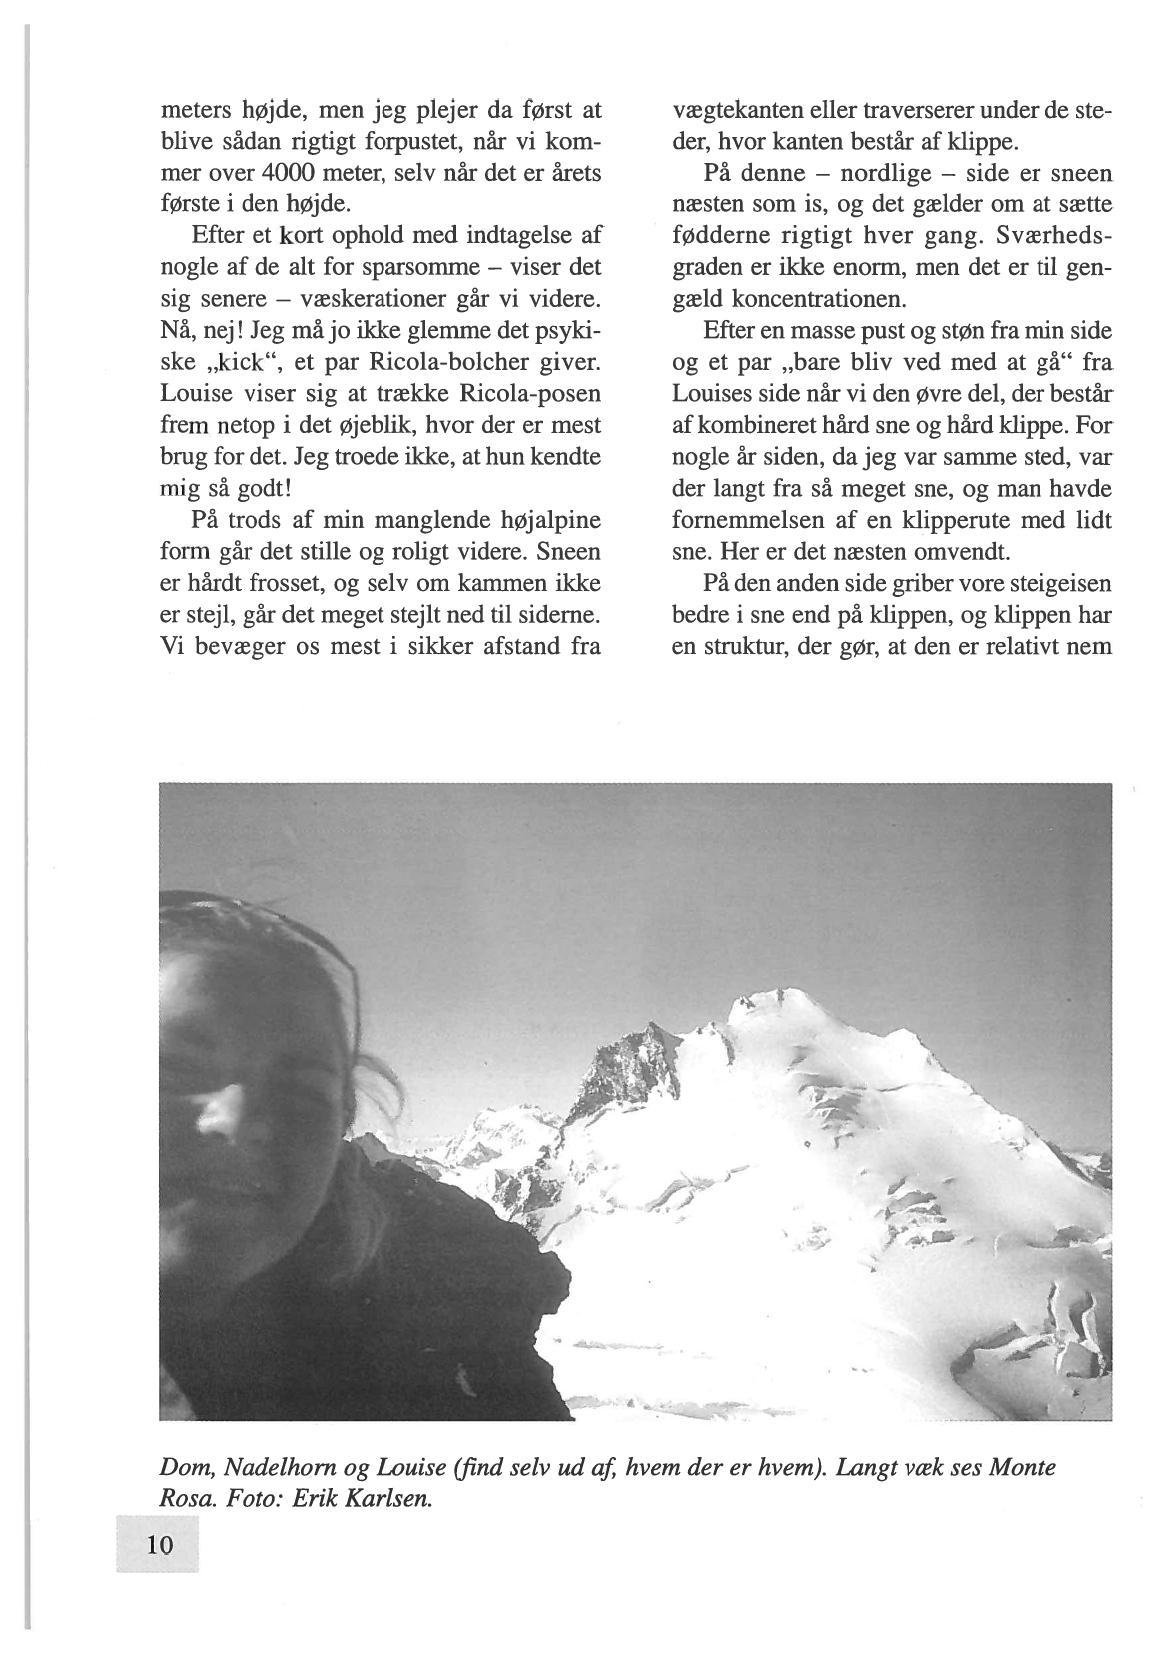 meters højde, men jeg plejer da først at
blive sådan rigtigt forpustet, når vi kom-
mer over 4000 meter, selv når det er årets
første i den højde.
Efter et kort ophold med indtagelse af
nogle af de alt for sparsomme – viser det
sig senere – væskerationer går vi videre.
Nå, nej! Jeg må jo ikke glemme det psyki-
ske „kick“, et par Ricola-bolcher giver.
Louise viser sig at trække Ricola-posen
frem netop i det øjeblik, hvor der er mest
brug for det. Jeg troede ikke, at hun kendte
mig så godt!
På trods af min manglende højalpine
form går det stille og roligt videre. Sneen
er hårdt frosset, og selv om kammen ikke
er stejl, går det meget stejlt ned til siderne.
Vi bevæger os mest i sikker afstand fra
vægtekanten eller traverserer under de ste-
der, hvor kanten består af klippe.
På denne – nordlige – side er sneen
næsten som is, og det gælder om at sætte
fødderne rigtigt hver gang. Sværheds-
graden er ikke enorm, men det er til gen-
gæld koncentrationen.
Efter en masse pust og støn fra min side
og et par „bare bliv ved med at gå“ fra
Louises side når vi den øvre del, der består
af kombineret hård sne og hård klippe. For
nogle år siden, da jeg var samme sted, var
der langt fra så meget sne, og man havde
fornemmelsen af en klipperute med lidt
sne. Her er det næsten omvendt.
På den anden side griber vore steigeisen
bedre i sne end på klippen, og klippen har
en struktur, der gør, at den er relativt nem
Dom, Nadelhorn og Louise (find selv ud af, hvem der er hvem). Langt væk ses Monte
Rosa. Foto: Erik Karlsen.
10